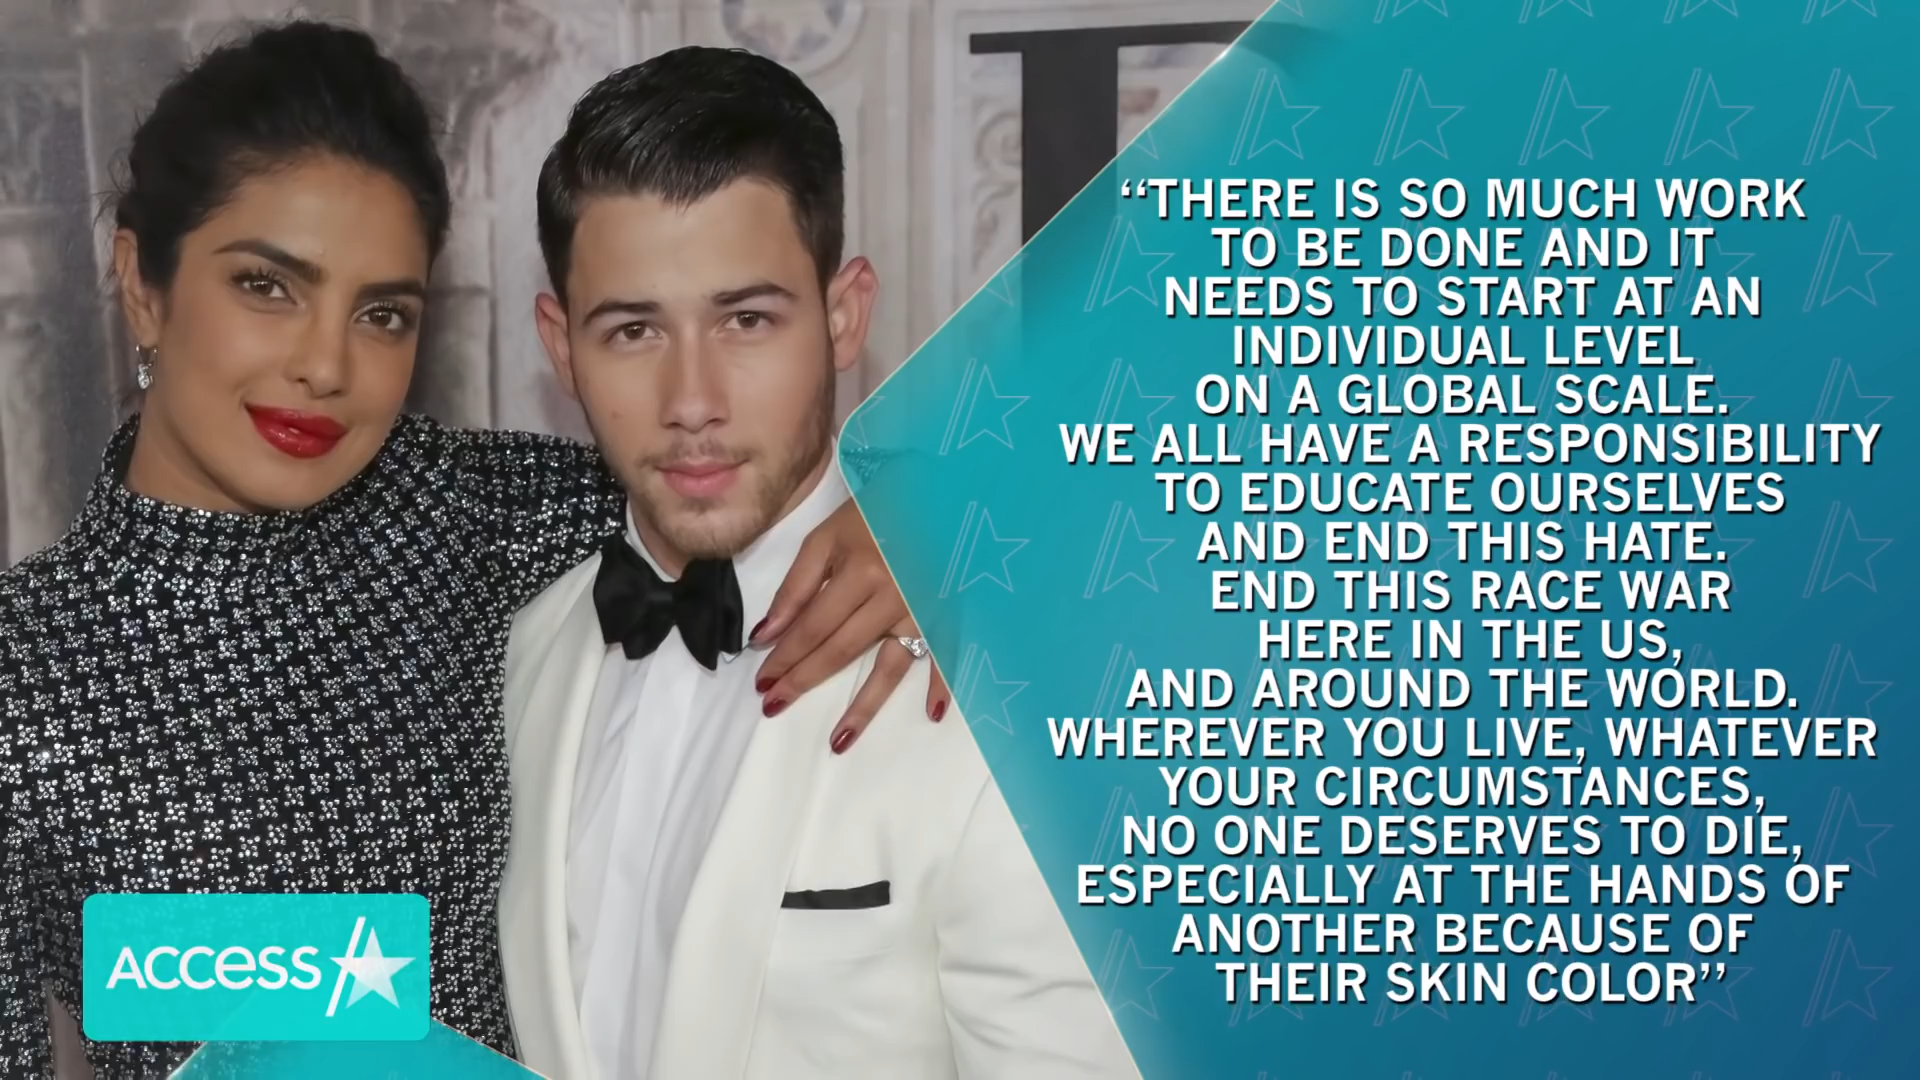 “THERE IS SO MUCH WORK
TO BE DONE AND IT
NEEDS TO START AT AN
INDIVIDUAL LEVEL
ON A GLOBAL SCALE.
WE ALL HAVE A RESPONSIBILITY
TO EDUCATE OURSELVES
AND END THIS HATE.
END THIS RACE WAR
HERE IN THE US,
AND AROUND THE WORLD.
WHEREVER YOU LIVE, WHATEVER
YOUR CIRCUMSTANCES,
NO ONE DESERVES TO DIE,
ESPECIALLY AT THE HANDS OF
ANOTHER BECAUSE OF
THEIR SKIN COLOR”
ACCESS